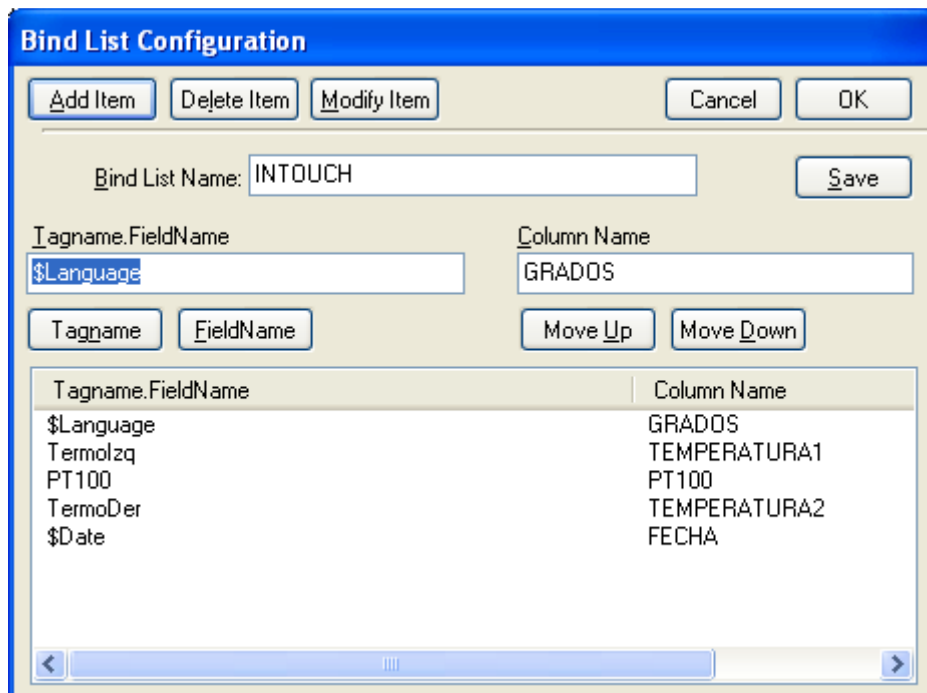 Bind List Configuration
Add Item Delete Item Modify Item Cancel OK
Bind List Name: INTOUCH Save
Tagname.FieldName Column Name
$Language GRADOS
Tagname FieldName Move Up Move Down
Tagname.FieldName Column Name
$Language GRADOS
TermoIzq TEMPERATURA1
PT100 PT100
TermoDer TEMPERATURA2
$Date FECHA